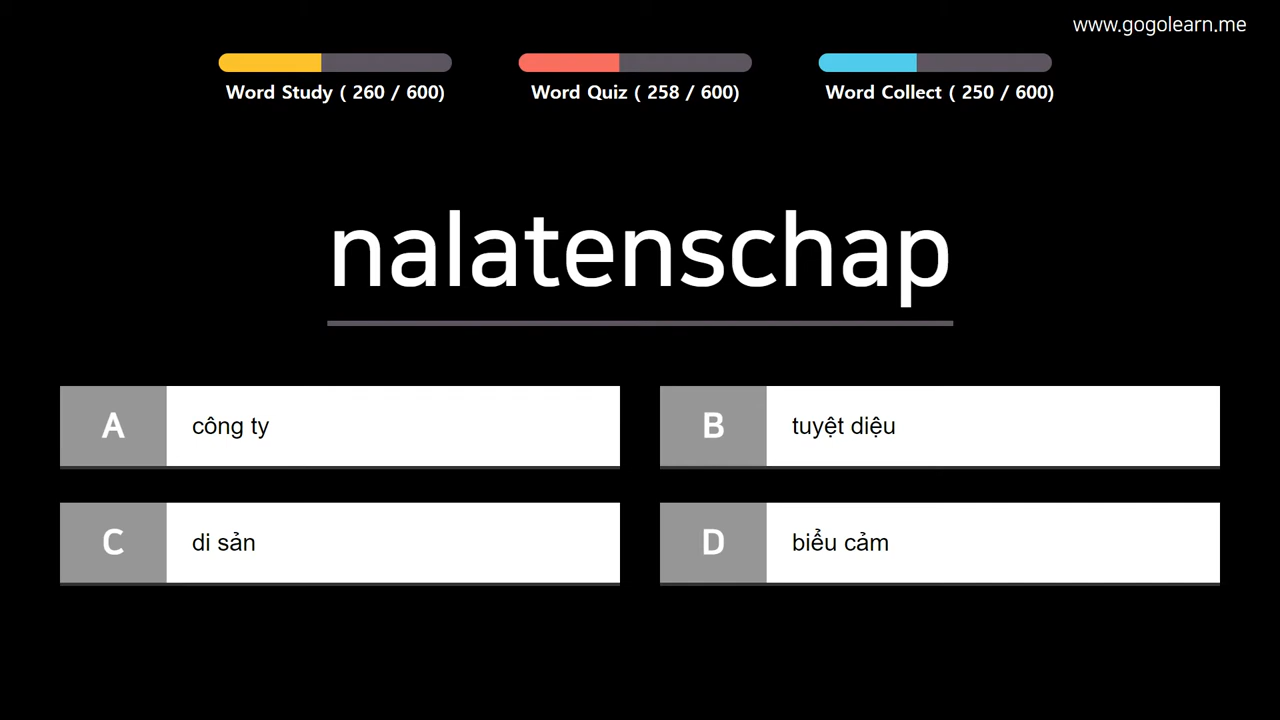 www.gogolearn.me
Word Study ( 260 / 600)
Word Quiz ( 258 / 600)
Word Collect ( 250 / 600)
nalatenschap
A công ty
B tuyệt diệu
C di sản
D biểu cảm